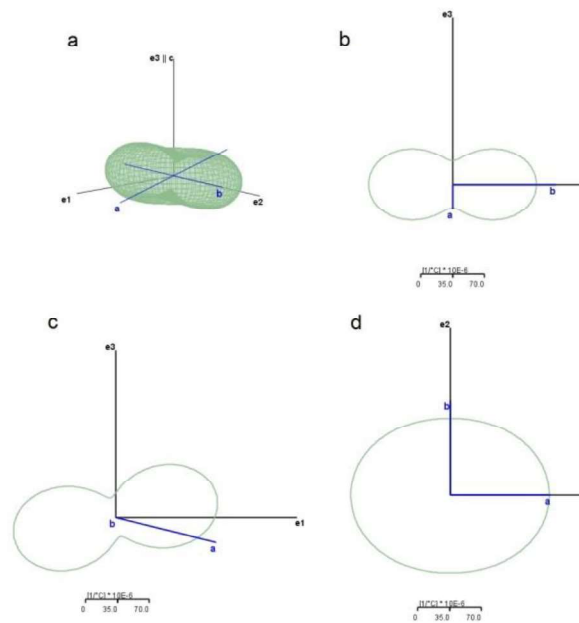 a
e3 || c
e1
a
b
e2
b
e3
a
b
[1/°C] * 10E-6
0 35.0 70.0
c
e3
b
a
e1
[1/°C] * 10E-6
0 35.0 70.0
d
e2
b
a
[1/°C] * 10E-6
0 35.0 70.0